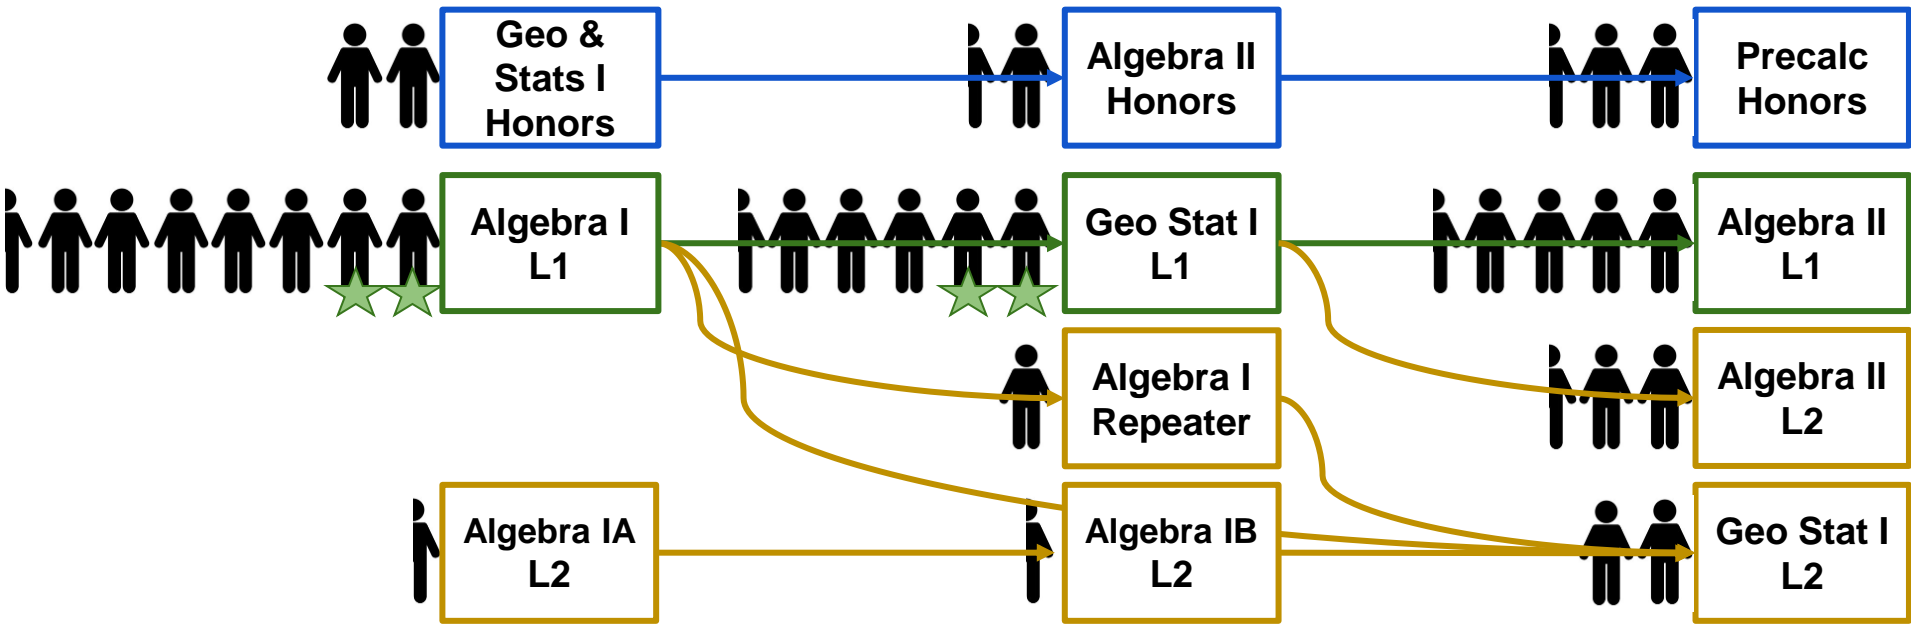 Geo &
Stats I
Honors
Algebra II
Honors
Precalc
Honors
Algebra I
L1
Geo Stat I
L1
Algebra II
L1
Algebra I
Repeater
Algebra II
L2
Algebra IA
L2
Algebra IB
L2
Geo Stat I
L2